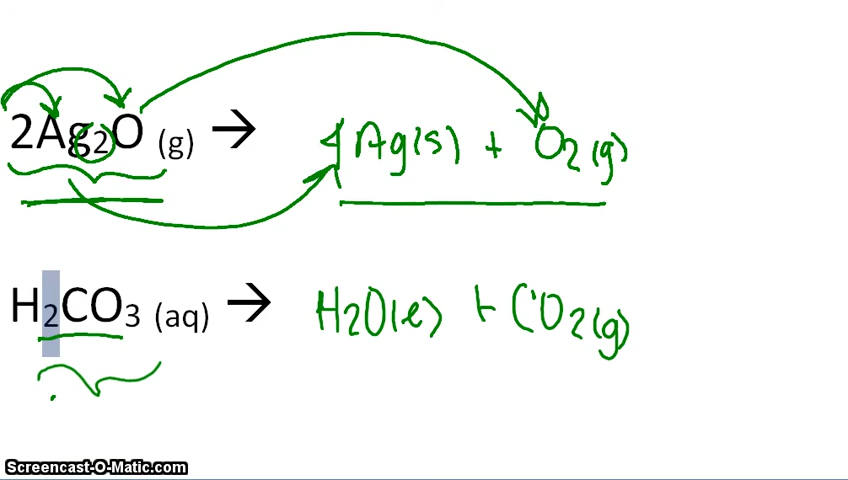 2Ag₂O (g) → 4Ag(s) + O₂(g)
H₂CO₃ (aq) → H₂O(l) + CO₂(g)
Screencast-O-Matic.com